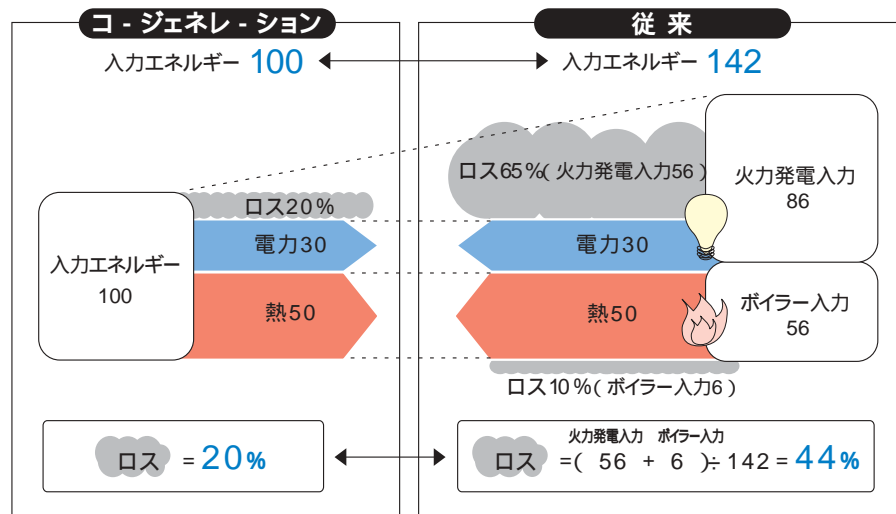 コ - ジェネレ - ション
入力エネルギー 100
ロス20%
入力エネルギー
100
電力30
熱50
ロス = 20%
従 来
入力エネルギー 142
ロス65%( 火力発電入力56 )
火力発電入力
86
電力30
ボイラー入力
56
熱50
ロス10%( ボイラー入力6 )
火力発電入力 ボイラー入力
ロス =( 56 + 6 )÷ 142 = 44%